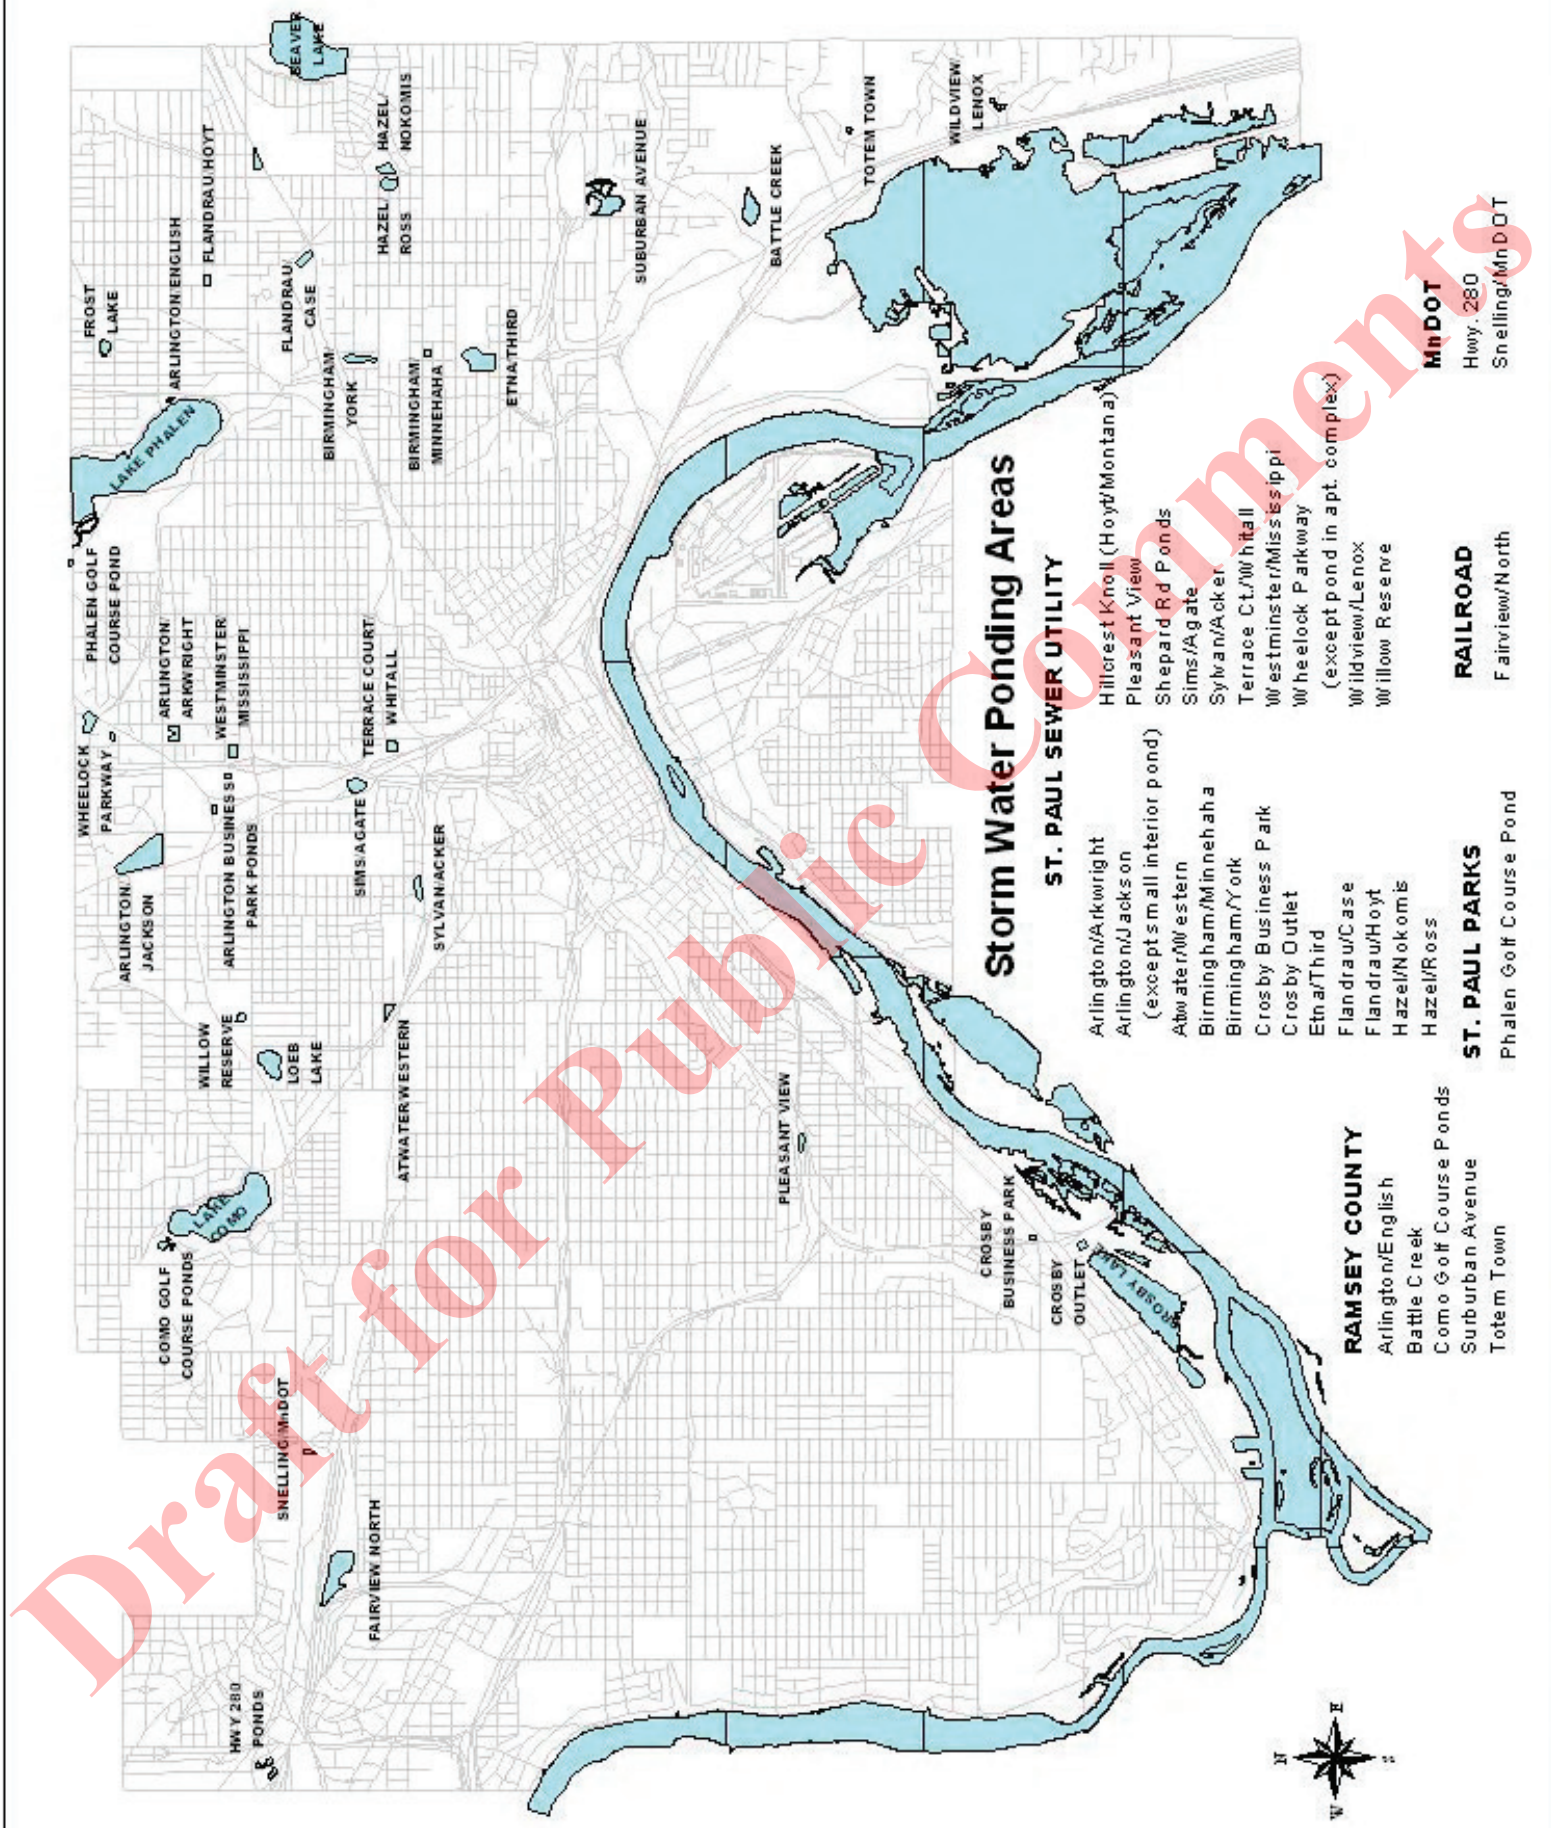 Draft for Public Comments
HWY 280
PONDS
FAIRVIEW NORTH
SNELLING/MnDOT
COMO GOLF
COURSE PONDS
LAKE
COMO
ATWATER/WESTERN
WILLOW
RESERVE
LOEB
LAKE
ARLINGTON/
JACKSON
ARLINGTON BUSINESS
PARK PONDS
SYLVAN/ACKER
SIMS/AGATE
WHEELOCK
PARKWAY
TERRACE COURT/
WHITALL
WESTMINSTER/
MISSISSIPPI
ARLINGTON/
ARKWRIGHT
PHALEN GOLF
COURSE POND
LAKE PHALEN
FROST
LAKE
ARLINGTON/ENGLISH
FLANDRAU/HOYT
FLANDRAU/
CASE
BIRMINGHAM/
YORK
BIRMINGHAM/
MINNEHAHA
ETNA/THIRD
HAZEL/
ROSS
HAZEL/
NOKOMIS
BEAVER
LAKE
SUBURBAN AVENUE
BATTLE CREEK
TOTEM TOWN
WILDVIEW/
LENOX
PLEASANT VIEW
CROSBY
BUSINESS PARK
CROSBY
OUTLET
CROSBY LAKE
Storm Water Ponding Areas
ST. PAUL SEWER UTILITY
Arlington/Arkwright
Arlington/Jackson
(except small interior pond)
Atwater/Western
Birmingham/Minnehaha
Birmingham/York
Crosby Business Park
Crosby Outlet
Etna/Third
Flandrau/Case
Flandrau/Hoyt
Hazel/Nokomis
Hazel/Ross
Hillcrest Knoll (Hoyt/Montana)
Pleasant View
Shepard Rd Ponds
Sims/Agate
Sylvan/Acker
Terrace Ct./Whitall
Westminster/Mississippi
Wheelock Parkway
(except pond in apt. complex)
Wildview/Lenox
Willow Reserve
RAMSEY COUNTY
Arlington/English
Battle Creek
Como Golf Course Ponds
Surburban Avenue
Totem Town
ST. PAUL PARKS
Phalen Golf Course Pond
RAILROAD
Fairview/North
MnDOT
Hwy. 280
Snelling/MnDOT
N
W
E
S